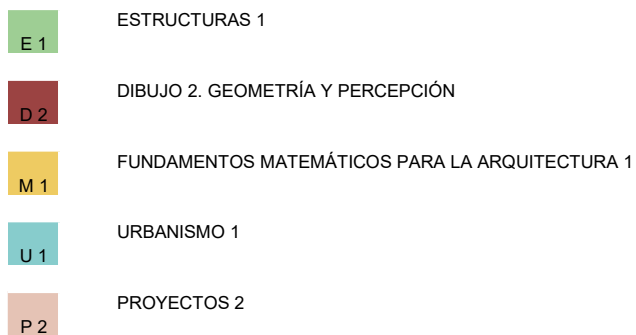 ESTRUCTURAS 1
E 1
DIBUJO 2. GEOMETRÍA Y PERCEPCIÓN
D 2
FUNDAMENTOS MATEMÁTICOS PARA LA ARQUITECTURA 1
M 1
URBANISMO 1
U 1
PROYECTOS 2
P 2